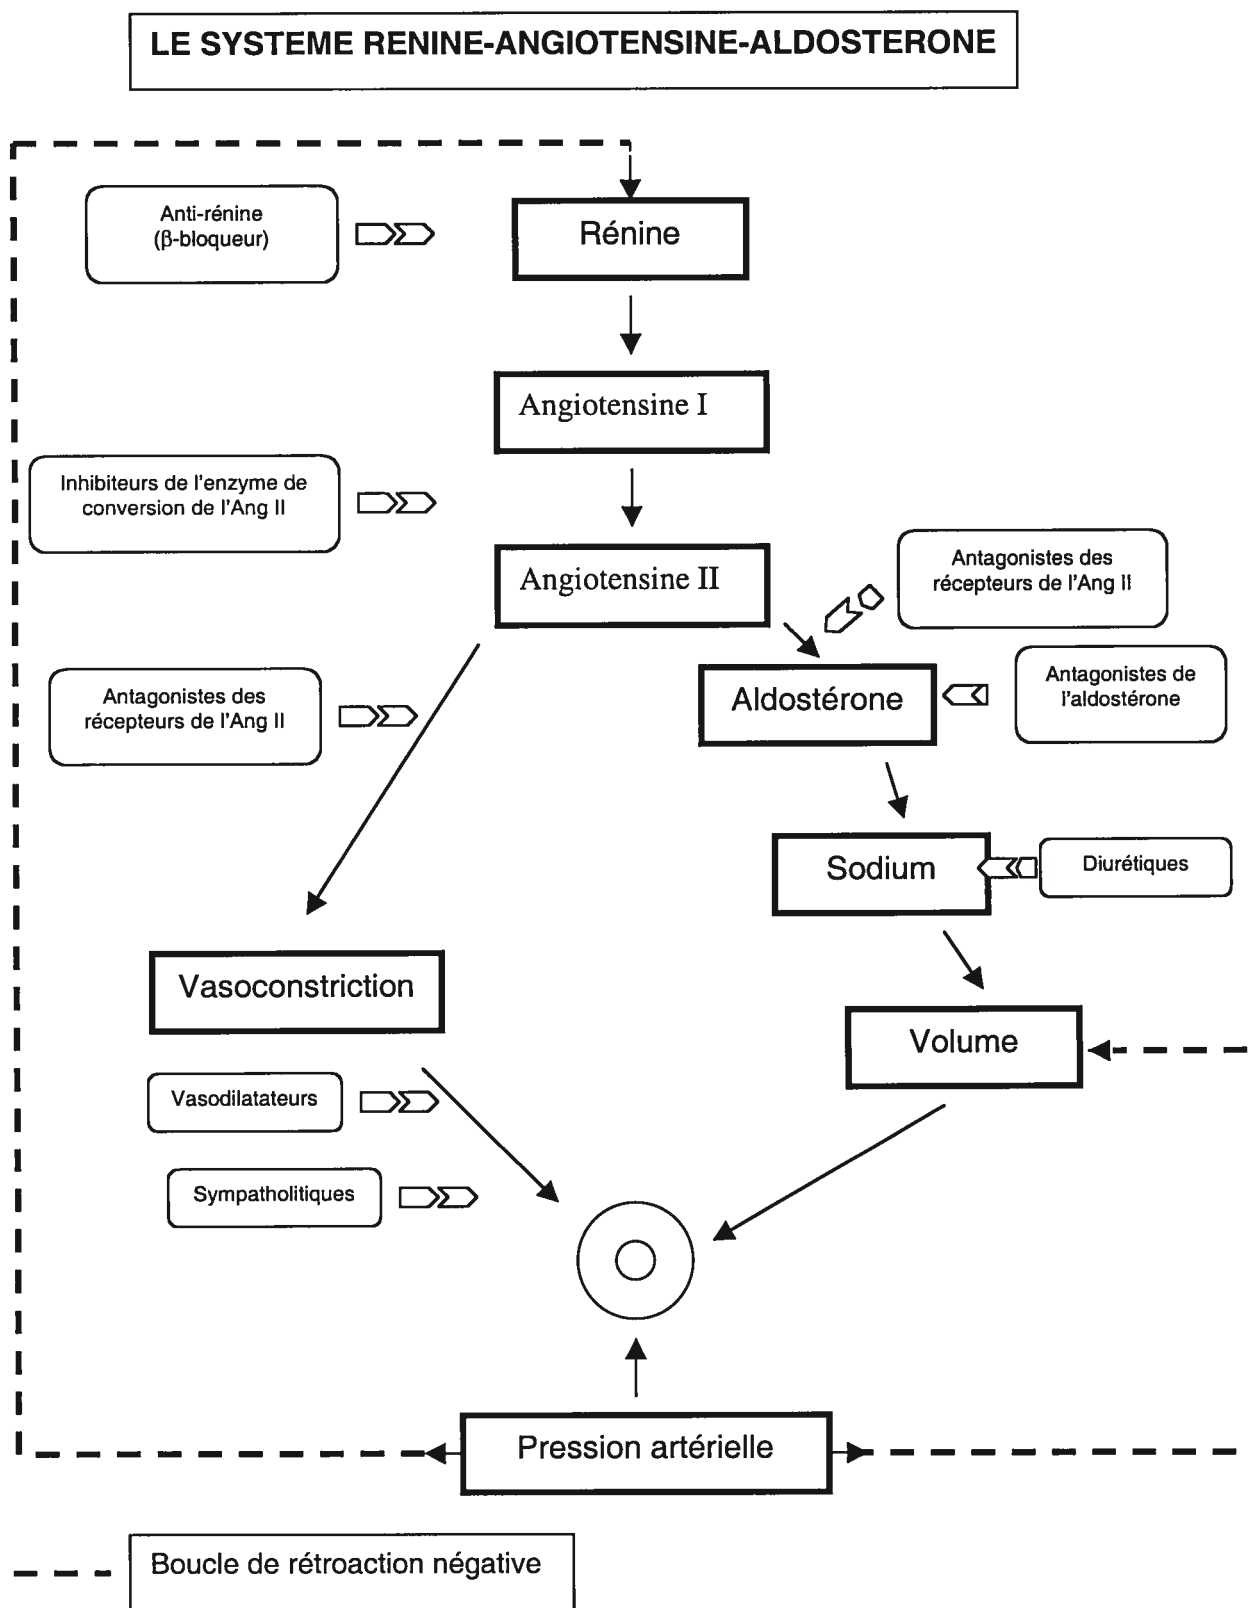 LE SYSTEME RENINE-ANGIOTENSINE-ALDOSTERONE
Anti-rénine
(β-bloqueur)
Rénine
Angiotensine I
Inhibiteurs de l'enzyme de
conversion de l'Ang II
Angiotensine II
Antagonistes des
récepteurs de l'Ang II
Antagonistes des
récepteurs de l'Ang II
Aldostérone
Antagonistes de
l'aldostérone
Sodium
Diurétiques
Vasoconstriction
Volume
Vasodilatateurs
Sympatholitiques
Pression artérielle
Boucle de rétroaction négative